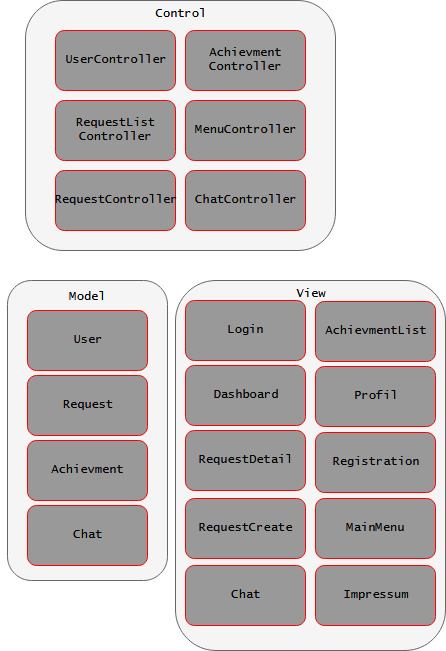 Control
UserController
Achievment
Controller
RequestList
Controller
MenuController
RequestController
ChatController
Model
User
Request
Achievment
Chat
View
Login
AchievmentList
Dashboard
Profil
RequestDetail
Registration
RequestCreate
MainMenu
Chat
Impressum